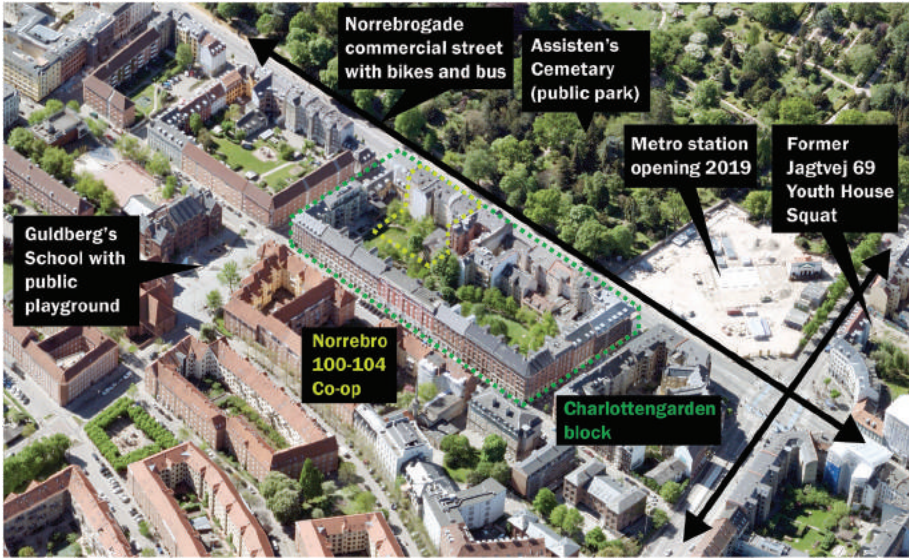 Norrebrogade
commercial street
with bikes and bus
Assisten's
Cemetary
(public park)
Metro station
opening 2019
Former
Jagtvej 69
Youth House
Squat
Guldberg's
School with
public
playground
Norrebro
100-104
Co-op
Charlottengarden
block